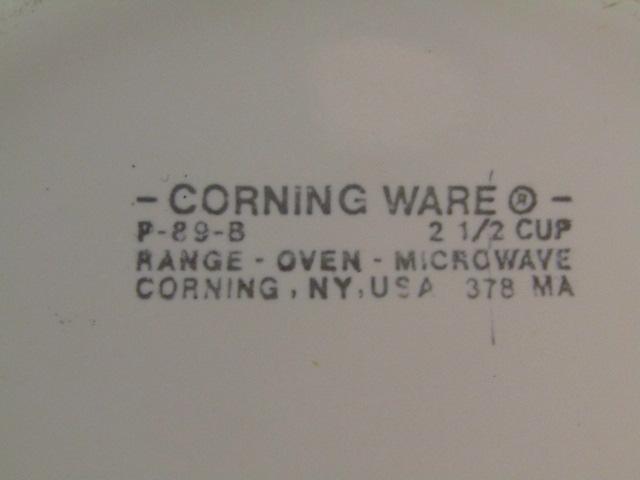 - CORNING WARE ® -
P-89-B 2 1/2 CUP
RANGE - OVEN - MICROWAVE
CORNING, NY, USA 378 MA